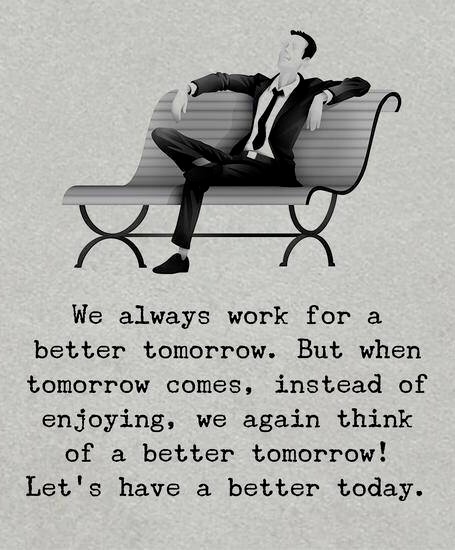 We always work for a
better tomorrow. But when
tomorrow comes, instead of
enjoying, we again think
of a better tomorrow!
Let's have a better today.